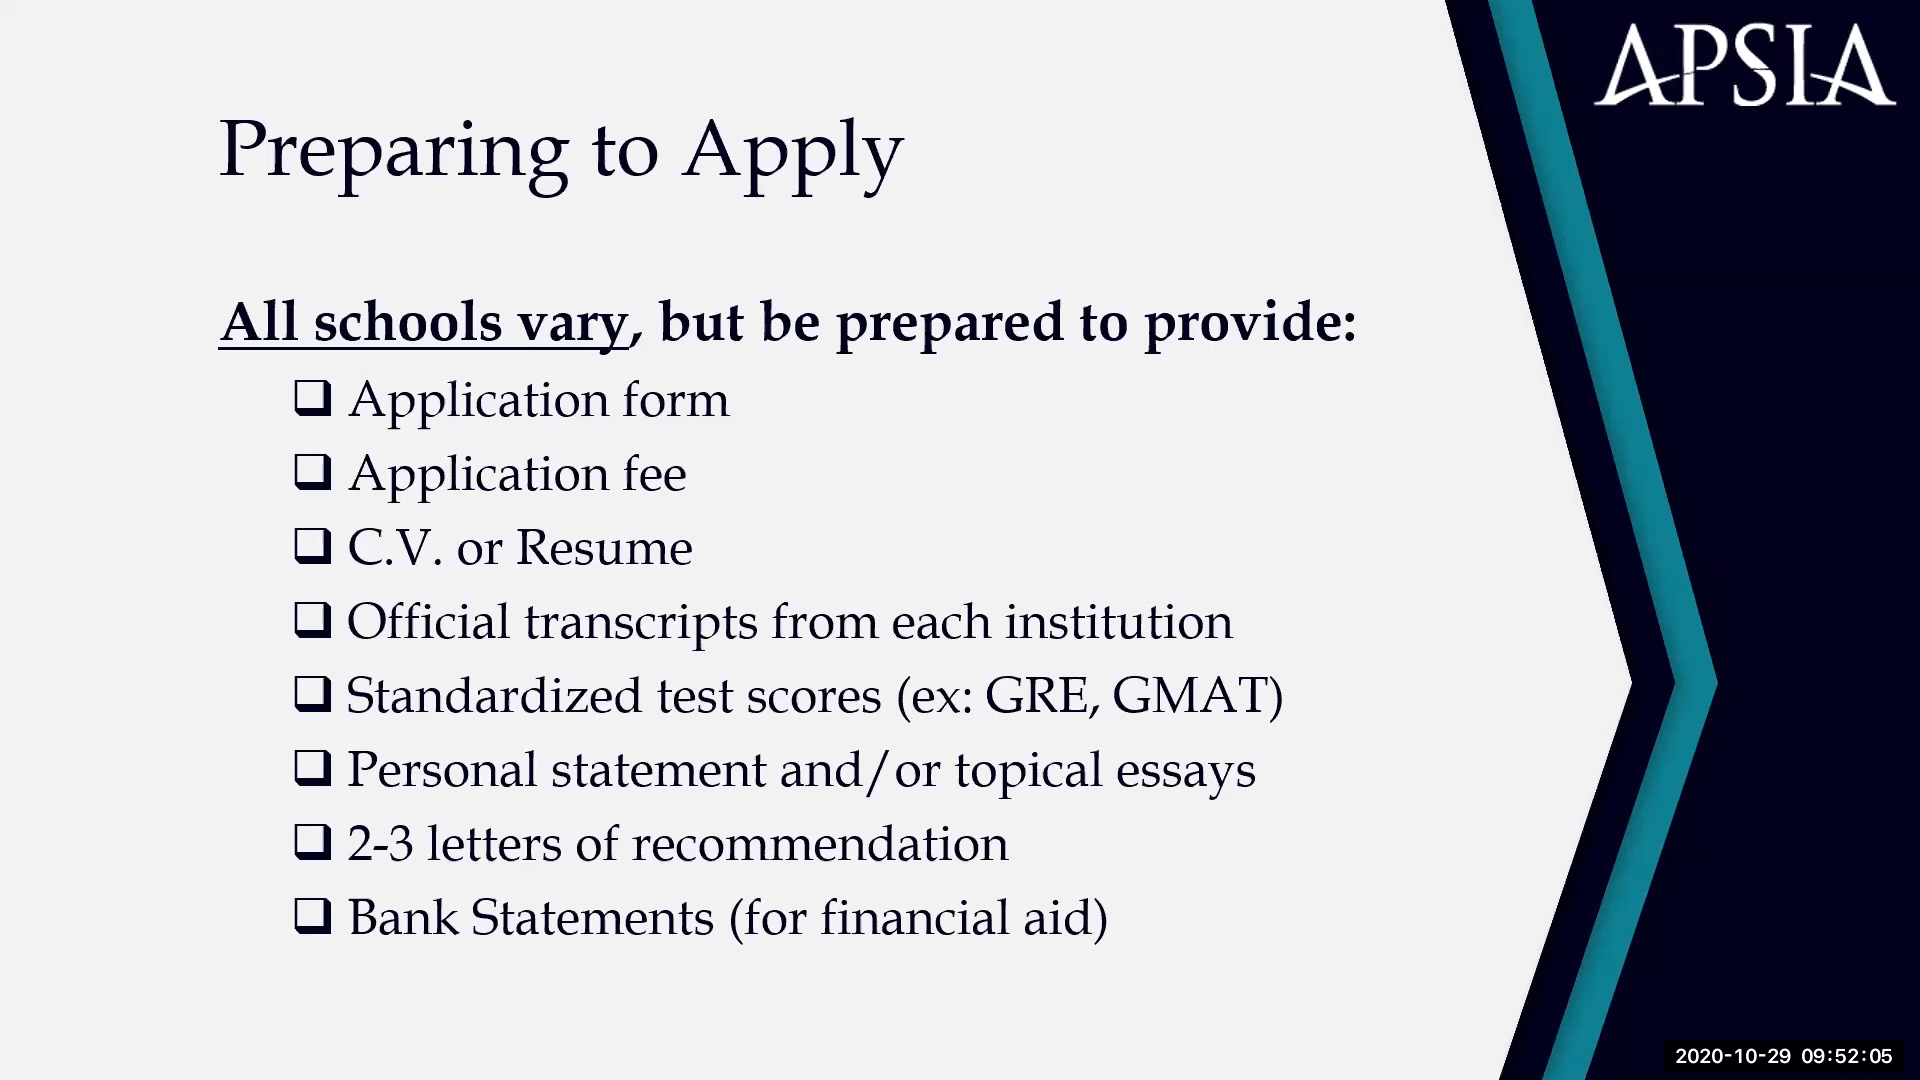 APSIA
Preparing to Apply
All schools vary, but be prepared to provide:
❑ Application form
❑ Application fee
❑ C.V. or Resume
❑ Official transcripts from each institution
❑ Standardized test scores (ex: GRE, GMAT)
❑ Personal statement and/or topical essays
❑ 2-3 letters of recommendation
❑ Bank Statements (for financial aid)
2020-10-29 09:52:05